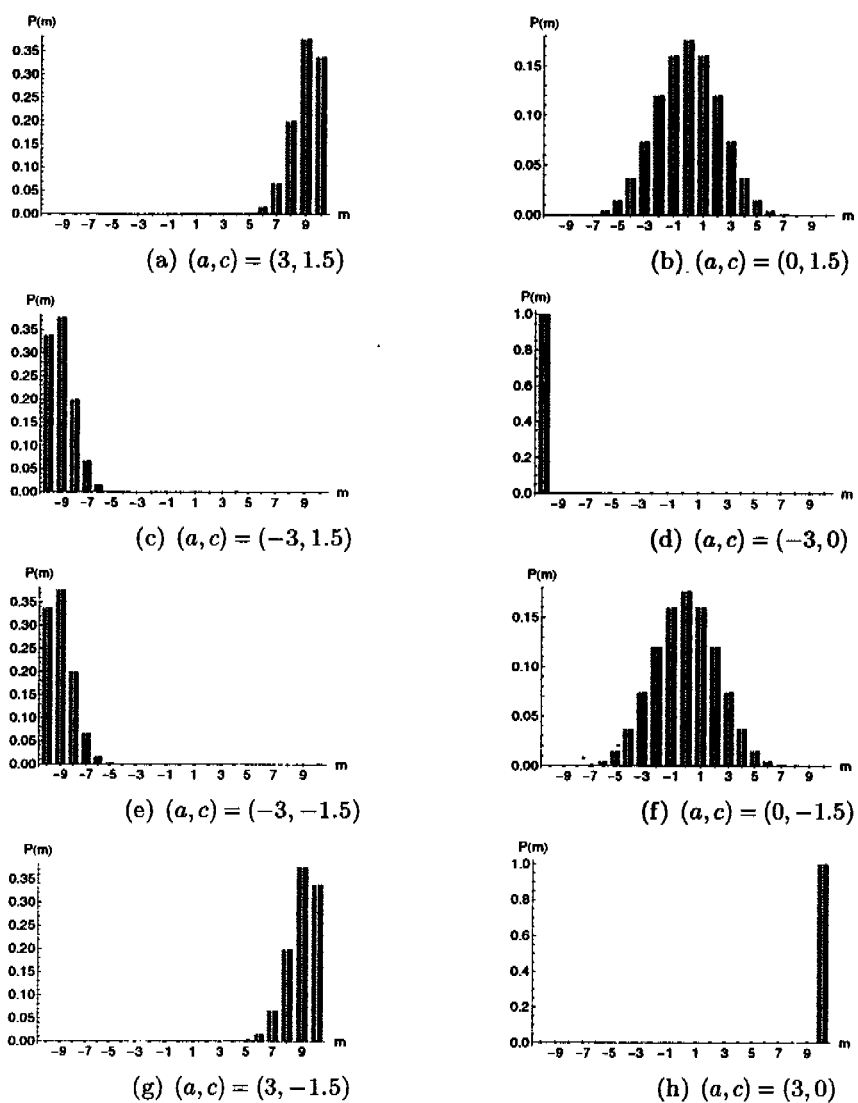 P(m)
0.35
0.30
0.25
0.20
0.15
0.10
0.05
0.00
-9 -7 -5 -3 -1 1 3 5 7 9 m
(a) (a, c) = (3, 1.5)
P(m)
0.15
0.10
0.05
0.00
-9 -7 -5 -3 -1 1 3 5 7 9 m
(b) (a, c) = (0, 1.5)
P(m)
0.35
0.30
0.25
0.20
0.15
0.10
0.05
0.00
-9 -7 -5 -3 -1 1 3 5 7 9 m
(c) (a, c) = (-3, 1.5)
P(m)
1.0
0.8
0.6
0.4
0.2
0.0
-9 -7 -5 -3 -1 1 3 5 7 9 m
(d) (a, c) = (-3, 0)
P(m)
0.35
0.30
0.25
0.20
0.15
0.10
0.05
0.00
-9 -7 -5 -3 -1 1 3 5 7 9 m
(e) (a, c) = (-3, -1.5)
P(m)
0.15
0.10
0.05
0.00
-9 -7 -5 -3 -1 1 3 5 7 9 m
(f) (a, c) = (0, -1.5)
P(m)
0.35
0.30
0.25
0.20
0.15
0.10
0.05
0.00
-9 -7 -5 -3 -1 1 3 5 7 9 m
(g) (a, c) = (3, -1.5)
P(m)
1.0
0.8
0.6
0.4
0.2
0.0
-9 -7 -5 -3 -1 1 3 5 7 9 m
(h) (a, c) = (3, 0)